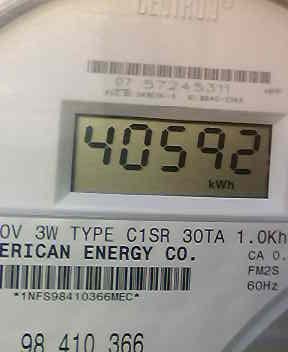 CENTRON®
07 57245311
40592
kWh
0V 3W TYPE C1SR 30TA 1.0Kh
ERICAN ENERGY CO.
CA 0.
FM2S
60Hz
*1NFS98410366MEC*
98 410 366